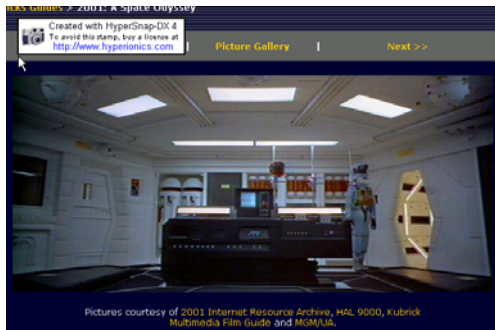 icks Guides > 2001: A Space Odyssey
Created with HyperSnap-DX 4
To avoid this stamp, buy a license at
http://www.hyperionics.com
| Picture Gallery | Next >>
Pictures courtesy of 2001 Internet Resource Archive, HAL 9000, Kubrick
Multimedia Film Guide and MGM/UA.